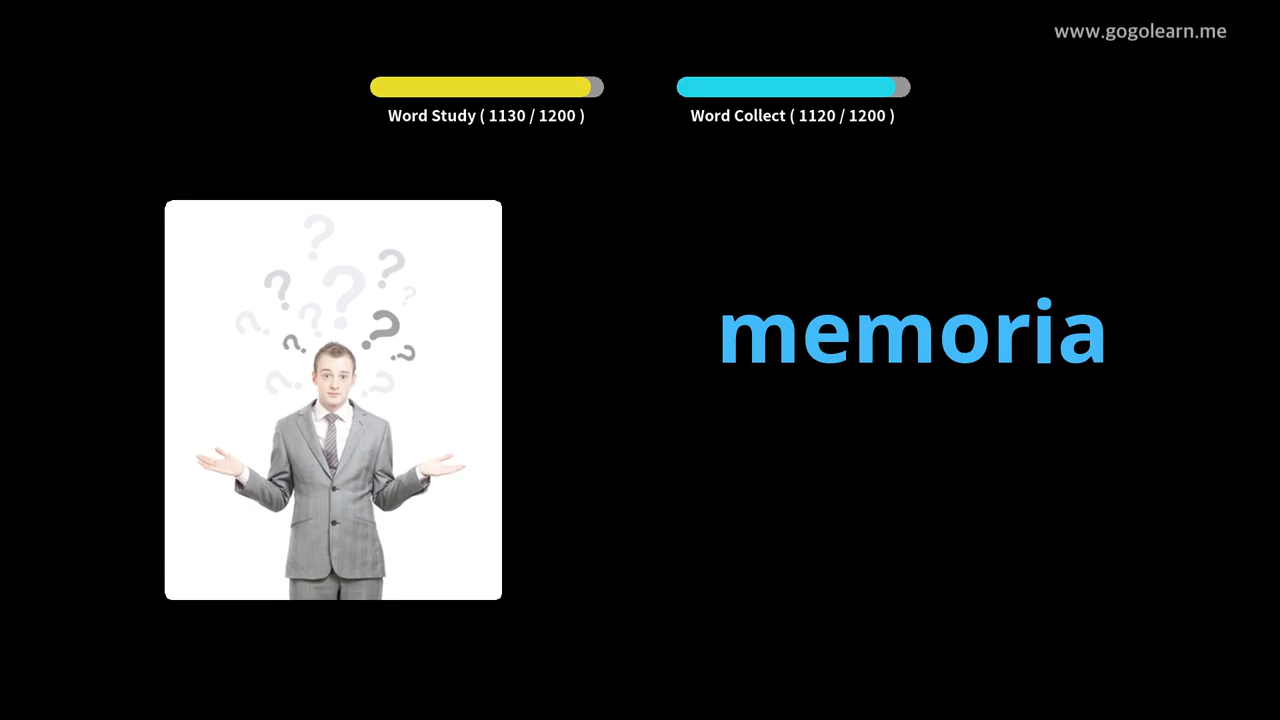 www.gogolearn.me
Word Study ( 1130 / 1200 )
Word Collect ( 1120 / 1200 )
? ? ? ? ? ? ? ? ? ? ? ?
memoria